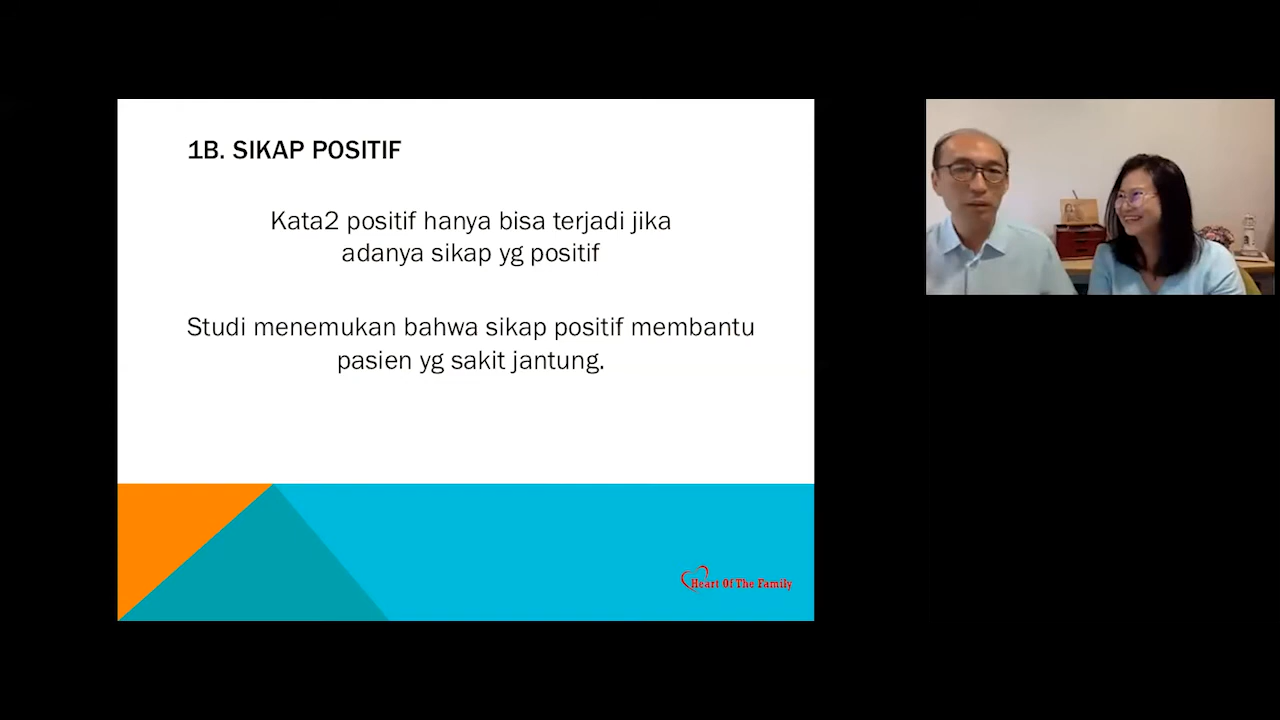 1B. SIKAP POSITIF
Kata2 positif hanya bisa terjadi jika
adanya sikap yg positif
Studi menemukan bahwa sikap positif membantu
pasien yg sakit jantung.
Heart Of The Family